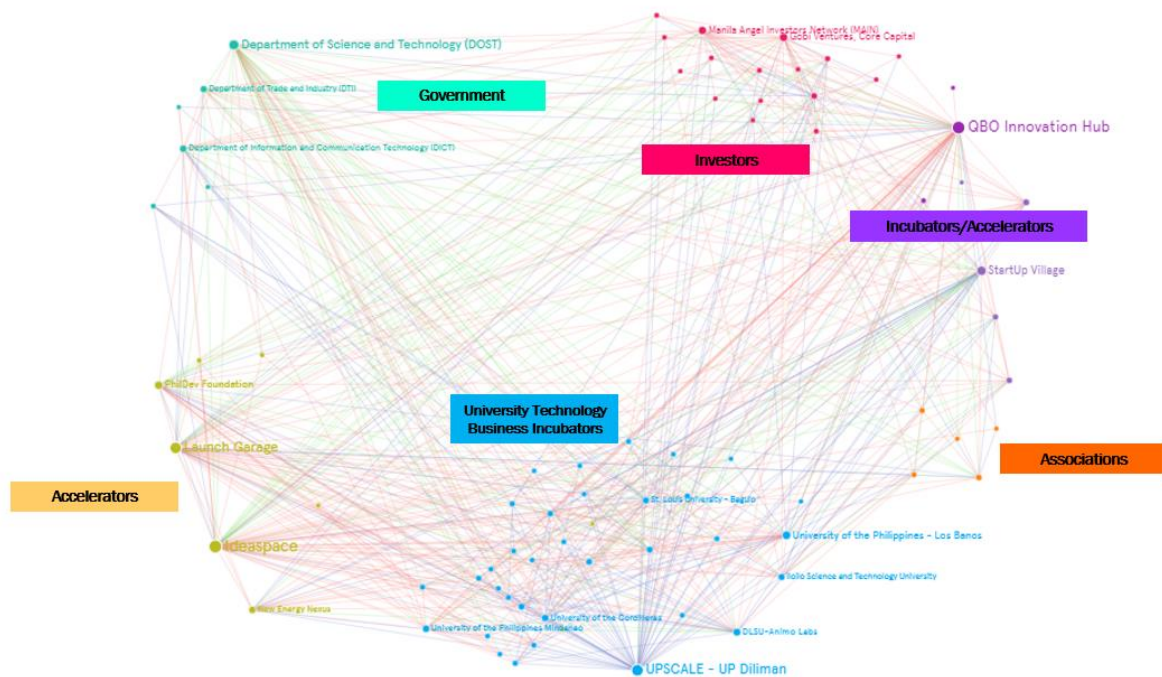 Manila Angel Investors Network (MAIN)
Gobi Ventures, Core Capital
Department of Science and Technology (DOST)
Department of Trade and Industry (DTI)
Government
QBO Innovation Hub
Department of Information and Communication Technology (DICT)
Investors
Incubators/Accelerators
StartUp Village
PhilDev Foundation
University Technology
Business Incubators
Launch Garage
Associations
Accelerators
St. Louis University - Baguio
University of the Philippines - Los Banos
Ideaspace
Iloilo Science and Technology University
New Energy Nexus
University of the Cordilleras
University of the Philippines Mindanao
DLSU-Animo Labs
UPSCALE - UP Diliman